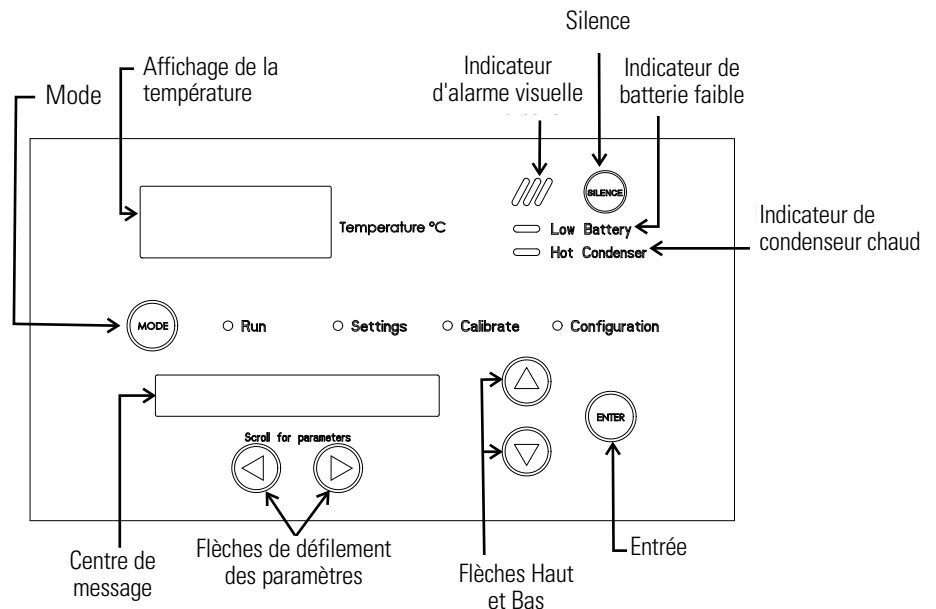 Silence
Mode
Affichage de la
température
Indicateur
d'alarme visuelle
Indicateur de
batterie faible
SILENCE
Temperature °C
Low Battery
Hot Condenser
Indicateur de
condenseur chaud
MODE
Run
Settings
Calibrate
Configuration
Scroll for parameters
ENTER
Centre de
message
Flèches de défilement
des paramètres
Flèches Haut
et Bas
Entrée